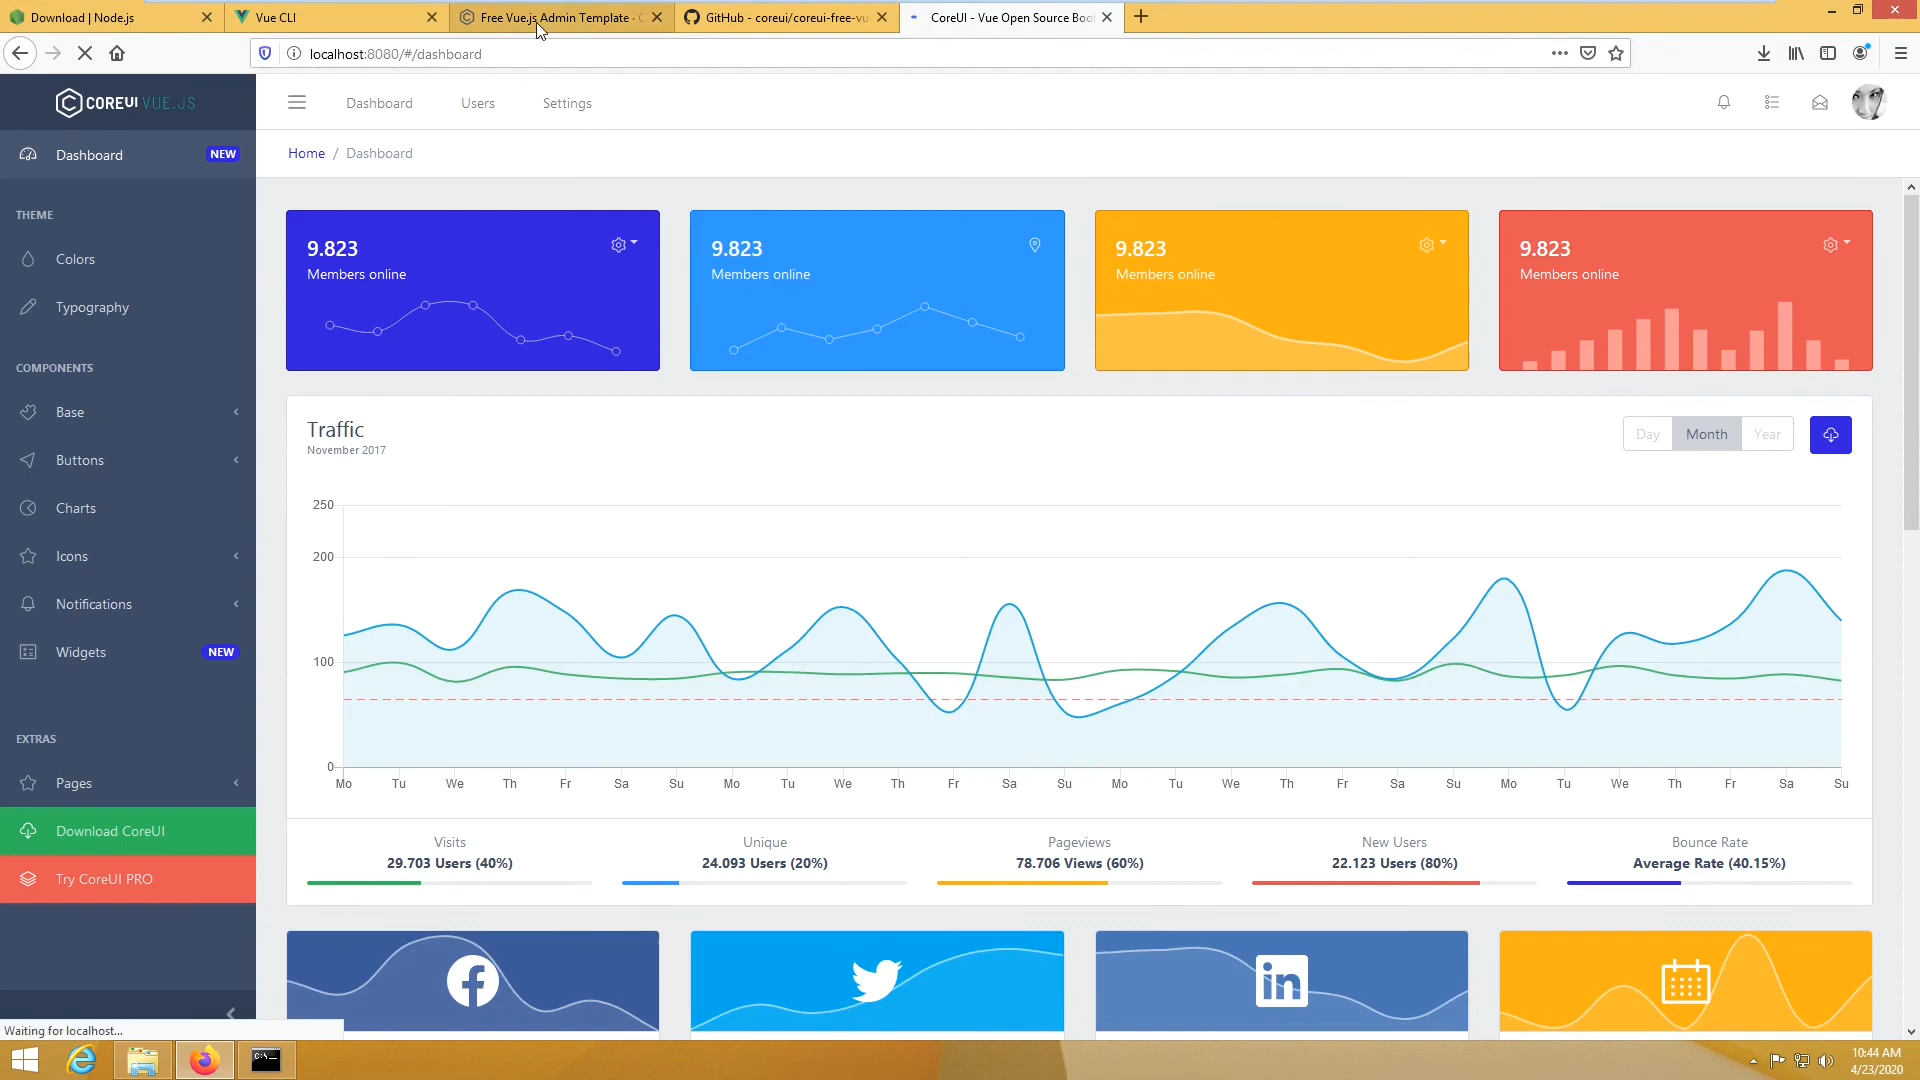 Download | Node.js
Vue CLI
Free Vue.js Admin Template ·
GitHub - coreui/coreui-free-vu
CoreUI - Vue Open Source Boo
localhost:8080/#/dashboard
COREUI VUE.JS
Dashboard
Users
Settings
Dashboard NEW
Home / Dashboard
THEME
Colors
Typography
COMPONENTS
Base
Buttons
Charts
Icons
Notifications
Widgets NEW
EXTRAS
Pages
Download CoreUI
Try CoreUI PRO
9.823
Members online
9.823
Members online
9.823
Members online
9.823
Members online
Traffic
November 2017
Day Month Year
250
200
100
0
Mo Tu We Th Fr Sa Su Mo Tu We Th Fr Sa Su Mo Tu We Th Fr Sa Su Mo Tu We Th Fr Sa Su
Visits
29.703 Users (40%)
Unique
24.093 Users (20%)
Pageviews
78.706 Views (60%)
New Users
22.123 Users (80%)
Bounce Rate
Average Rate (40.15%)
in
Waiting for localhost...
C:\
10:44 AM
4/23/2020